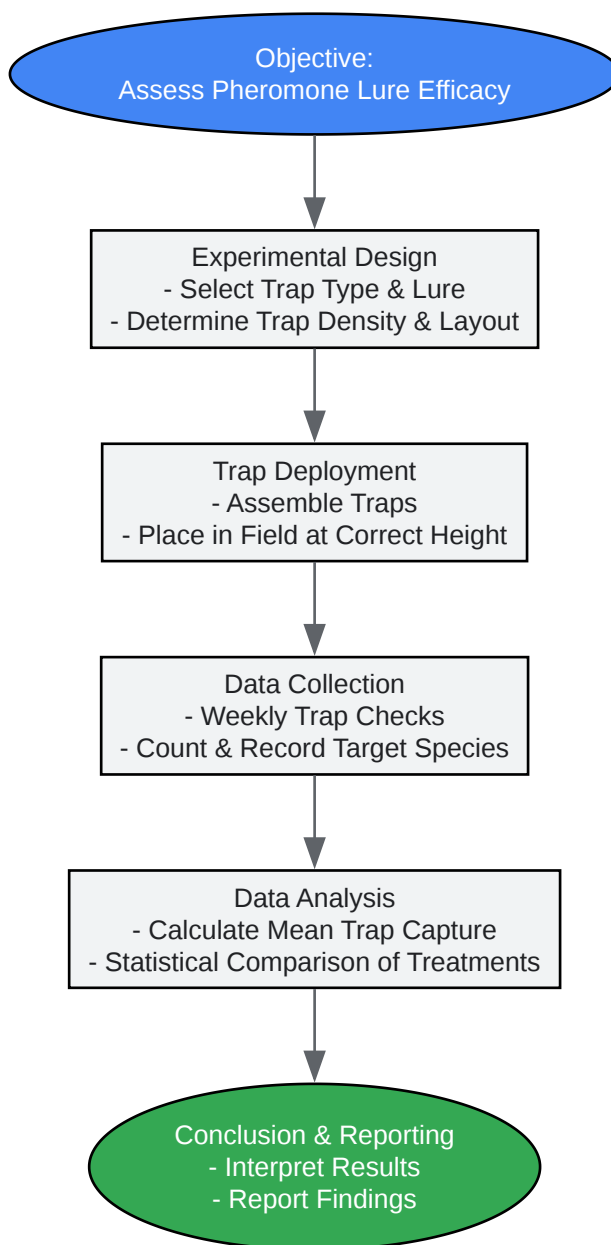 Objective:
Assess Pheromone Lure Efficacy
Experimental Design
- Select Trap Type & Lure
- Determine Trap Density & Layout
Trap Deployment
- Assemble Traps
- Place in Field at Correct Height
Data Collection
- Weekly Trap Checks
- Count & Record Target Species
Data Analysis
- Calculate Mean Trap Capture
- Statistical Comparison of Treatments
Conclusion & Reporting
- Interpret Results
- Report Findings